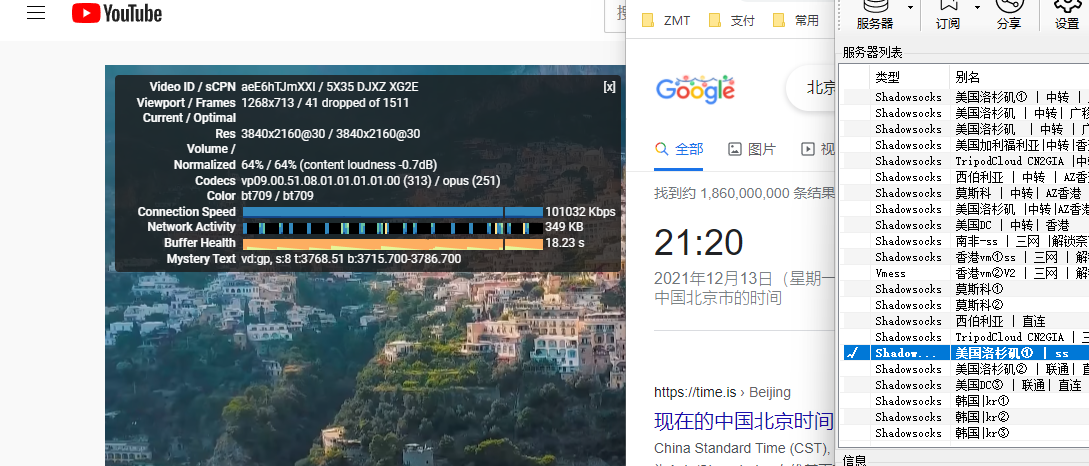 YouTube
Video ID / sCPN aeE6hTJmXXI / 5X35 DJXZ XG2E
[x]
Viewport / Frames 1268x713 / 41 dropped of 1511
Current / Optimal
Res 3840x2160@30 / 3840x2160@30
Volume /
Normalized 64% / 64% (content loudness -0.7dB)
Codecs vp09.00.51.08.01.01.01.01.00 (313) / opus (251)
Color bt709 / bt709
Connection Speed 101032 Kbps
Network Activity 349 KB
Buffer Health 18.23 s
Mystery Text vd:gp, s:8 t:3768.51 b:3715.700-3786.700
ZMT 支付 常用
Google
北京
全部 图片 视
找到约 1,860,000,000 条结果
21:20
2021年12月13日 (星期一
中国北京市的时间
https://time.is › Beijing
现在的中国北京时间
China Standard Time (CST),
服务器 订阅 分享 设置
服务器列表
类型 别名
Shadowsocks 美国洛杉矶① | 中转 |
Shadowsocks 美国洛杉矶 | 中转| 广移
Shadowsocks 美国洛杉矶 | 中转 | 广
Shadowsocks 美国加利福利亚|中转|香
Shadowsocks TripodCloud CN2GIA |中
Shadowsocks 西伯利亚 | 中转 | AZ香
Shadowsocks 莫斯科 | 中转| AZ香港
Shadowsocks 美国洛杉矶 |中转|AZ香
Shadowsocks 美国DC | 中转| 香港
Shadowsocks 南非-ss | 三网 |解锁奈
Shadowsocks 香港vm①ss | 三网 | 解
Vmess 香港vm②V2 | 三网 | 解
Shadowsocks 莫斯科①
Shadowsocks 莫斯科②
Shadowsocks 西伯利亚 | 直连
Shadowsocks TripodCloud CN2GIA | 三
Shadow... 美国洛杉矶① | ss
Shadowsocks 美国洛杉矶② | 联通| 直
Shadowsocks 美国DC③ | 联通| 直连
Shadowsocks 韩国|kr①
Shadowsocks 韩国|kr②
Shadowsocks 韩国|kr③
信息